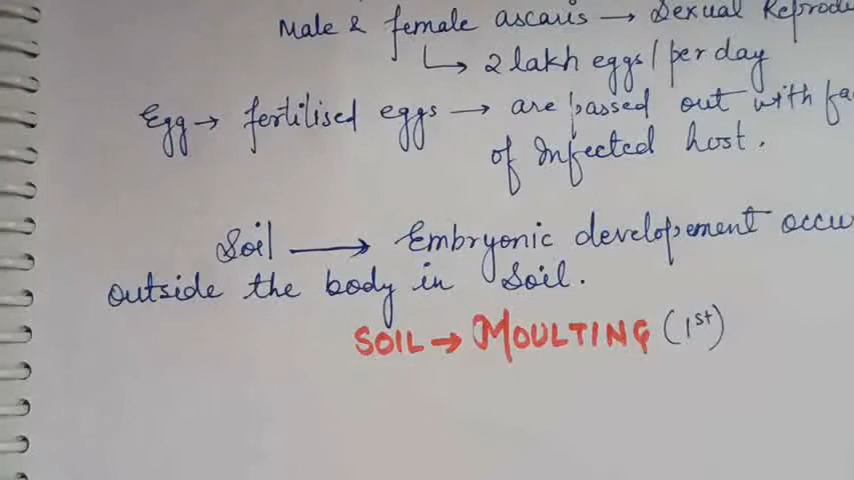 Male & female ascaris → Sexual
↳ 2 lakh eggs/per day
Egg → fertilised eggs → are passed out with
of Infected host.
Soil → Embryonic developement occu
outside the body in Soil.
SOIL → MOULTING (1st)